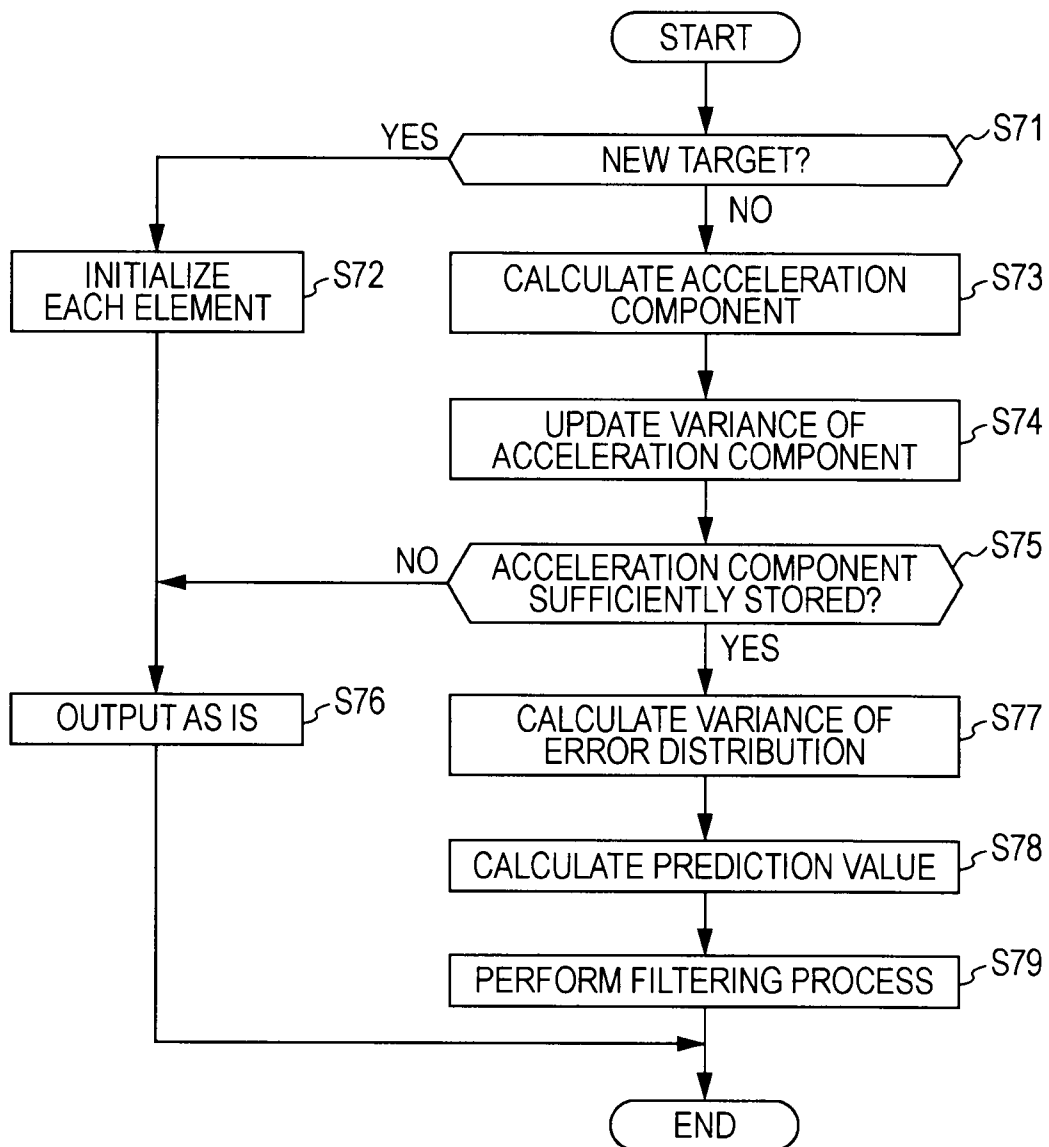 START
S71
YES
NEW TARGET?
NO
INITIALIZE
EACH ELEMENT
S72
CALCULATE ACCELERATION
COMPONENT
S73
UPDATE VARIANCE OF
ACCELERATION COMPONENT
S74
S75
NO
ACCELERATION COMPONENT
SUFFICIENTLY STORED?
YES
OUTPUT AS IS
S76
CALCULATE VARIANCE OF
ERROR DISTRIBUTION
S77
CALCULATE PREDICTION VALUE
S78
PERFORM FILTERING PROCESS
S79
END